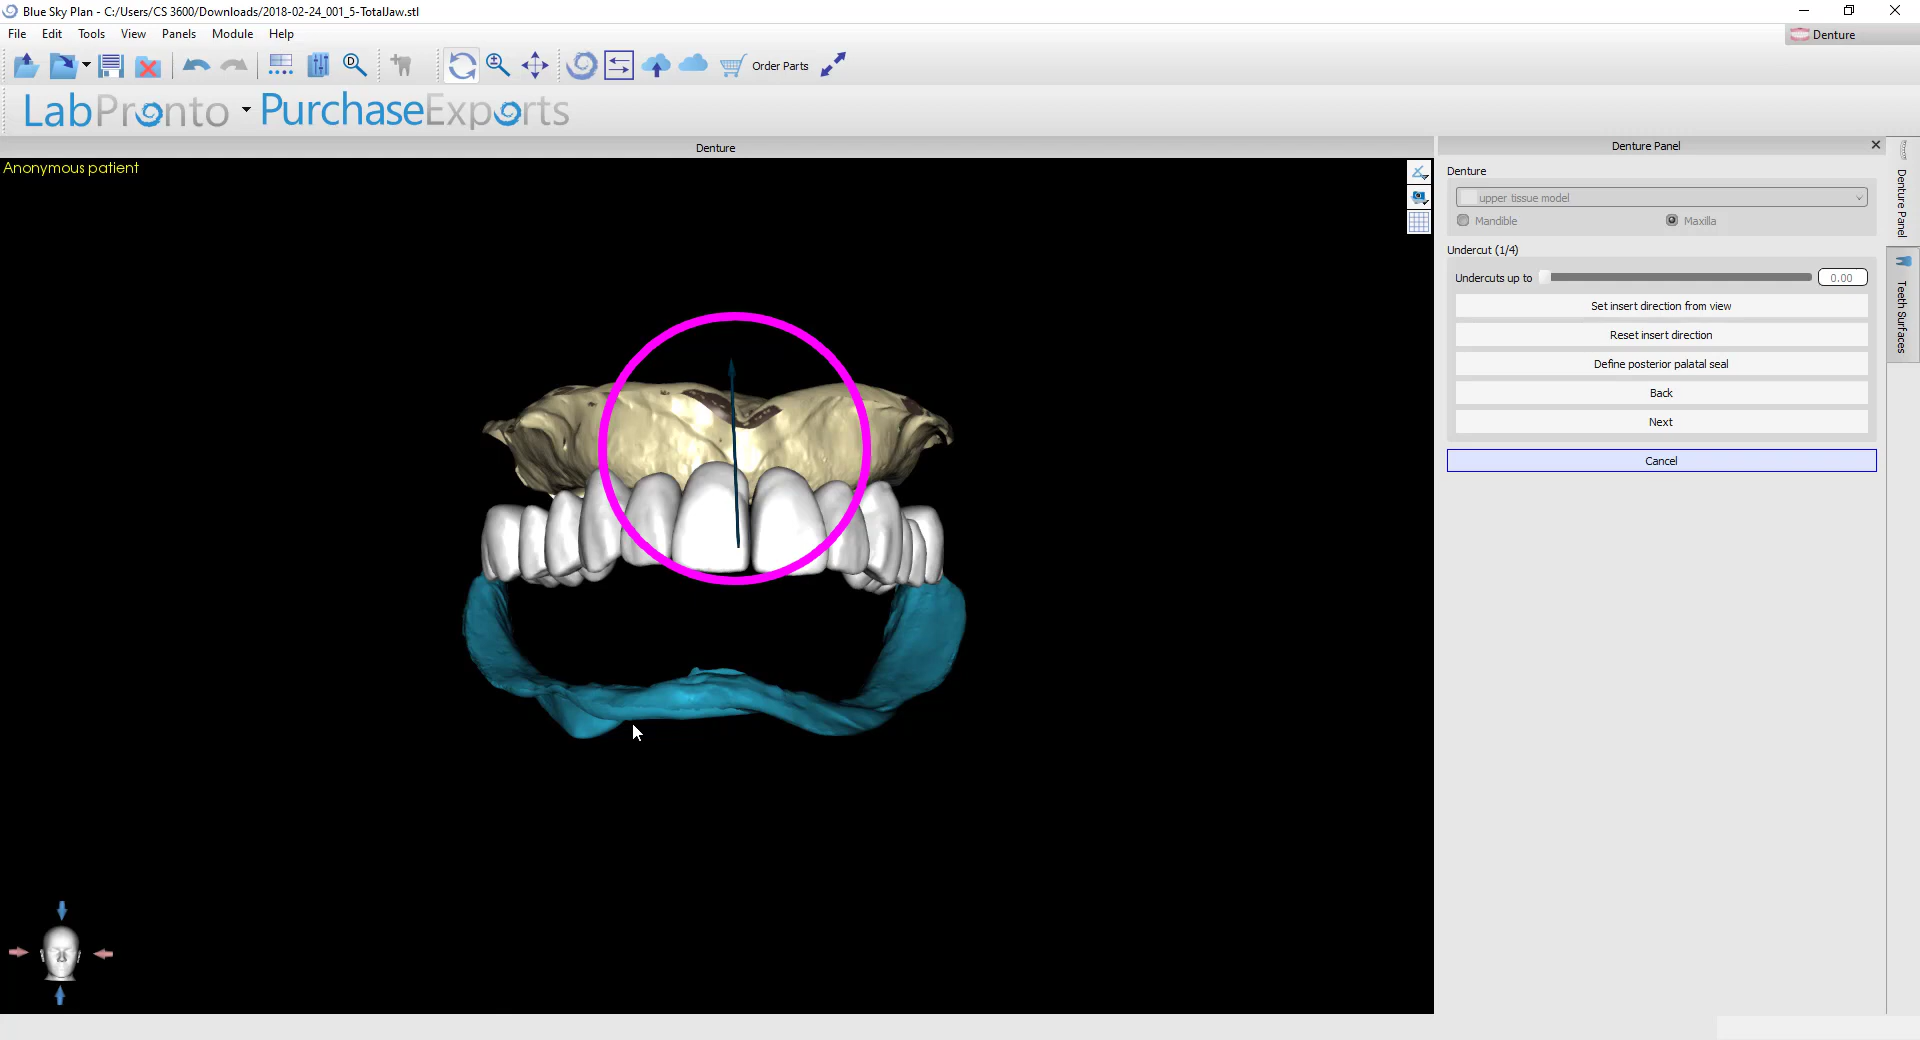 Blue Sky Plan - C:/Users/CS 3600/Downloads/2018-02-24_001_5-TotalJaw.stl
File Edit Tools View Panels Module Help
Denture
D
Order Parts
LabPronto PurchaseExports
Denture
Denture Panel
Anonymous patient
Denture
upper tissue model
Mandible Maxilla
Undercut (1/4)
Undercuts up to 0.00
Set insert direction from view
Reset insert direction
Define posterior palatal seal
Back
Next
Cancel
Denture Panel
Teeth Surfaces